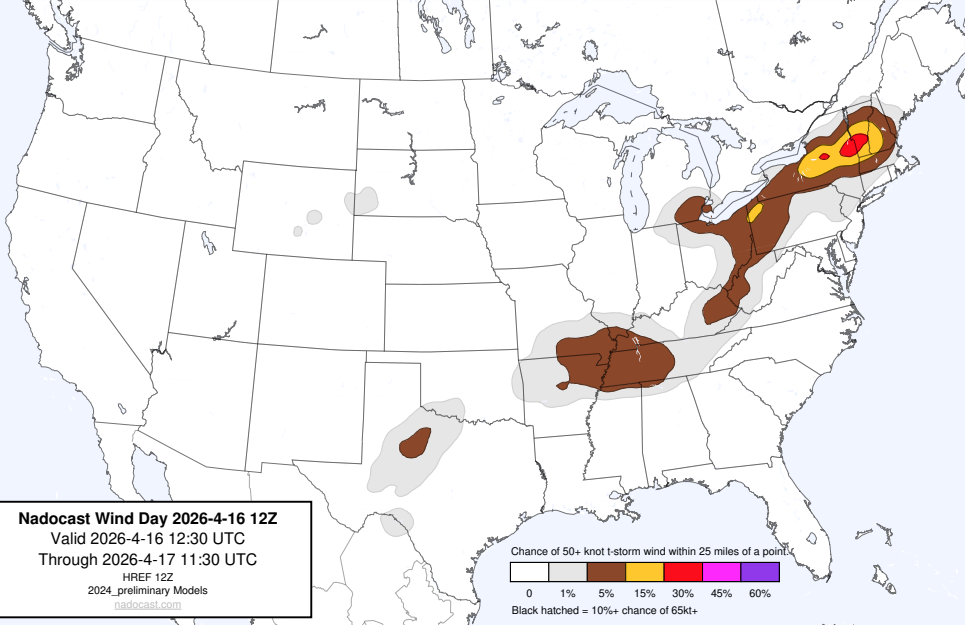 Nadocast Wind Day 2026-4-16 12Z
Valid 2026-4-16 12:30 UTC
Through 2026-4-17 11:30 UTC
HREF 12Z
2024_preliminary Models
nadocast.com
Chance of 50+ knot t-storm wind within 25 miles of a point.
0 1% 5% 15% 30% 45% 60%
Black hatched = 10%+ chance of 65kt+